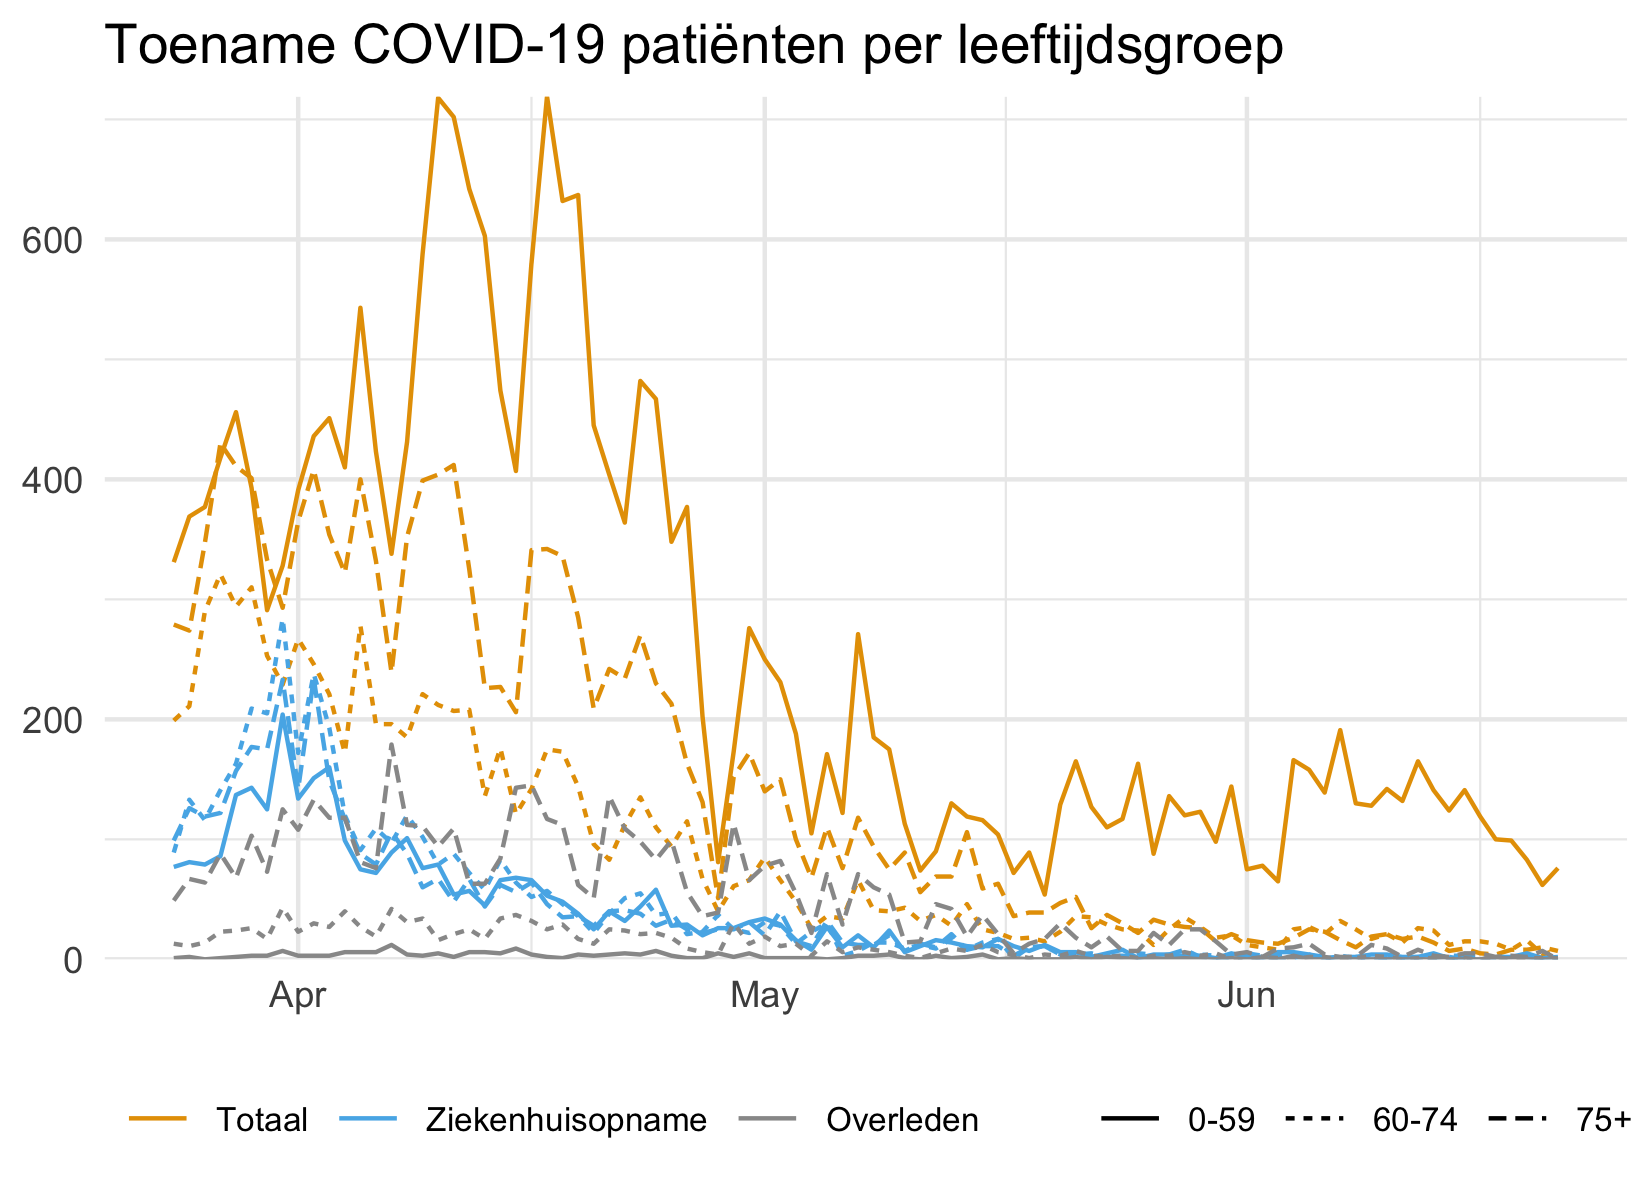 Toename COVID-19 patiënten per leeftijdsgroep
600
400
200
0
Apr May Jun
Totaal Ziekenhuisopname Overleden 0-59 60-74 75+